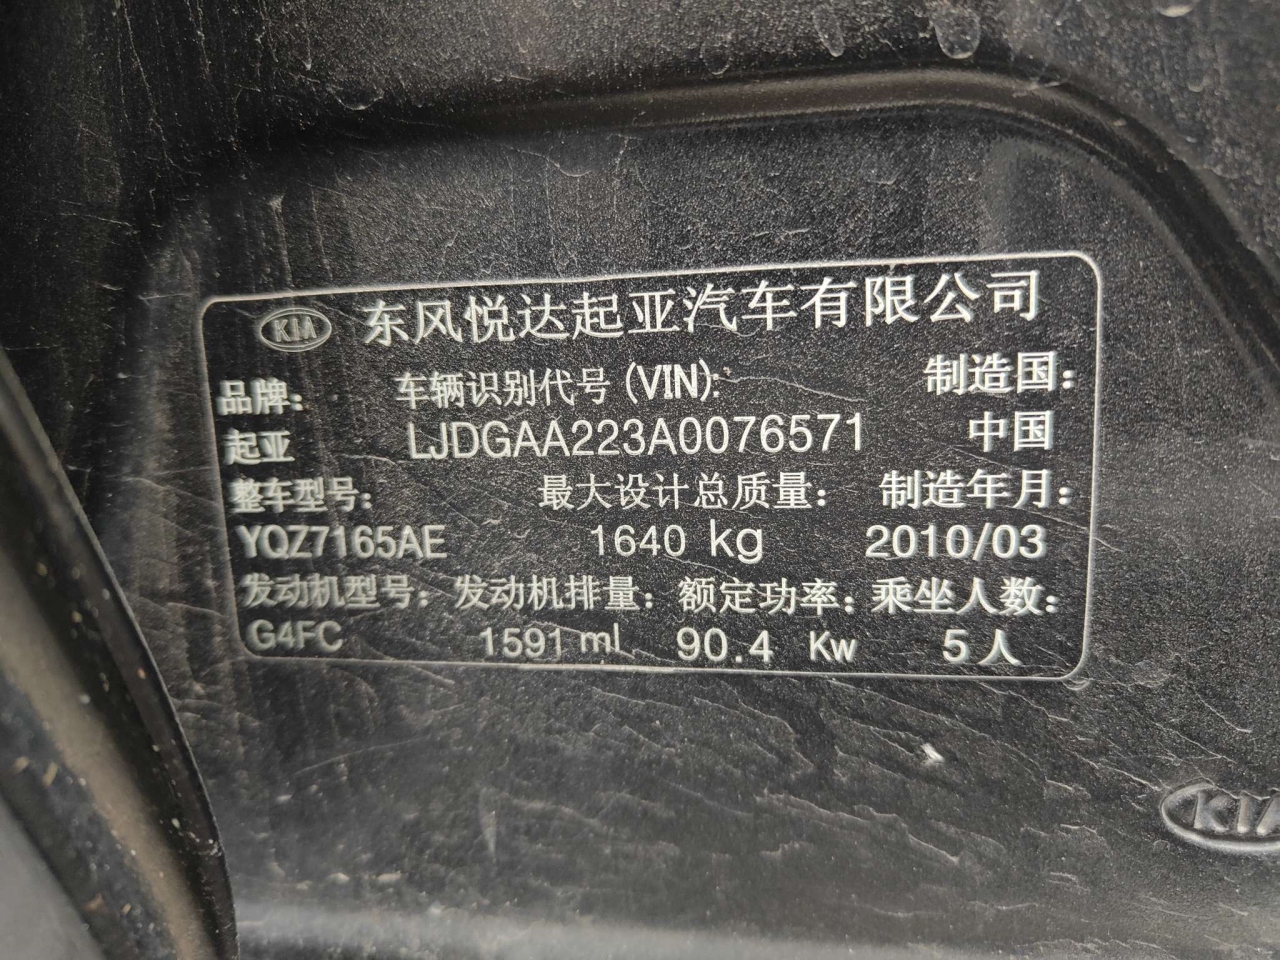 KIA 东风悦达起亚汽车有限公司
品牌: 车辆识别代号(VIN): 制造国:
起亚 LJDGAA223A0076571 中国
整车型号: 最大设计总质量: 制造年月:
YQZ7165AE 1640 kg 2010/03
发动机型号: 发动机排量: 额定功率: 乘坐人数:
G4FC 1591 ml 90.4 Kw 5人
KIA